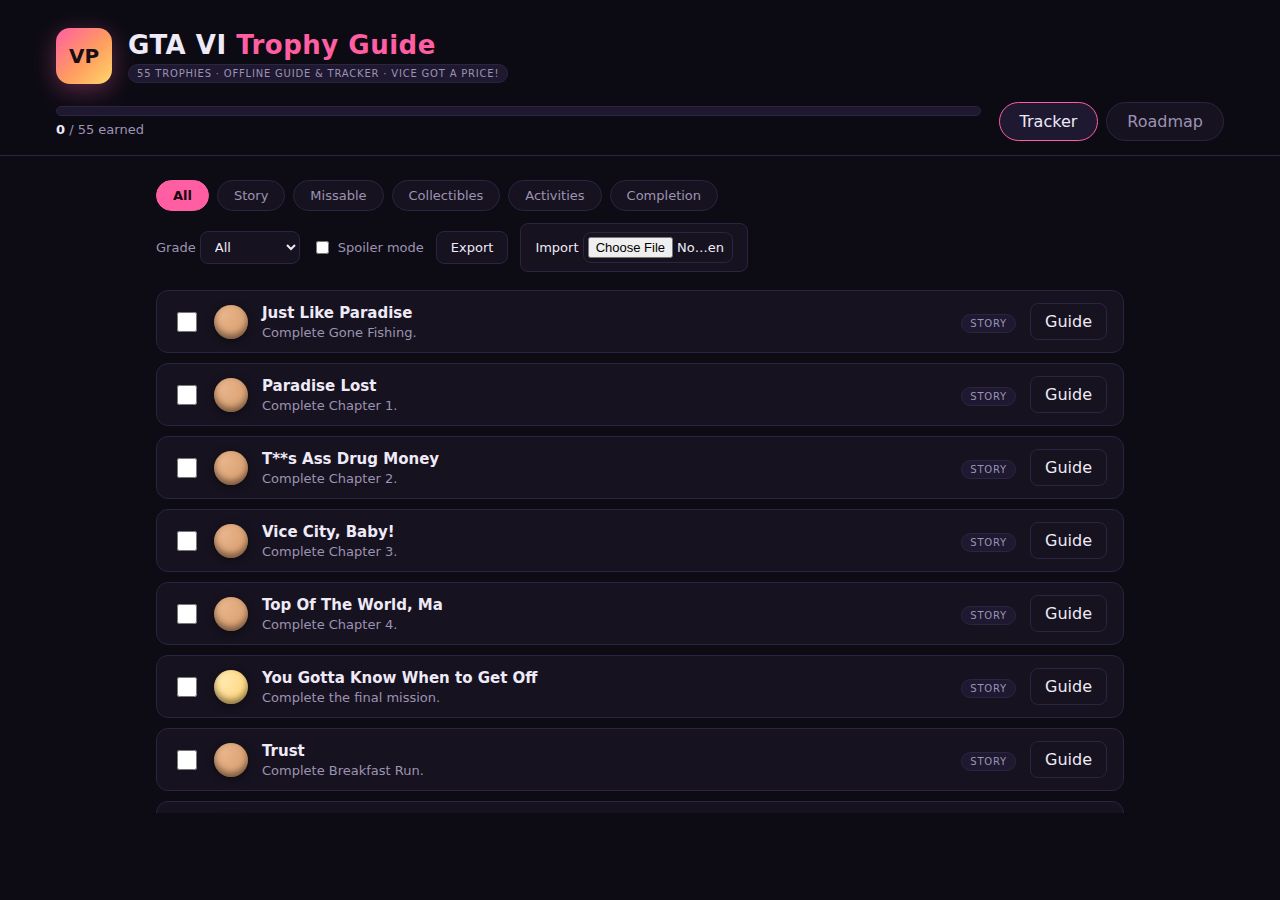 VP
GTA VI Trophy Guide
55 TROPHIES · OFFLINE GUIDE & TRACKER · VICE GOT A PRICE!
0 / 55 earned
Tracker
Roadmap
All
Story
Missable
Collectibles
Activities
Completion
Grade
All
Spoiler mode
Export
Import
Choose File
No…en
Just Like Paradise
Complete Gone Fishing.
STORY
Guide
Paradise Lost
Complete Chapter 1.
STORY
Guide
T**s Ass Drug Money
Complete Chapter 2.
STORY
Guide
Vice City, Baby!
Complete Chapter 3.
STORY
Guide
Top Of The World, Ma
Complete Chapter 4.
STORY
Guide
You Gotta Know When to Get Off
Complete the final mission.
STORY
Guide
Trust
Complete Breakfast Run.
STORY
Guide